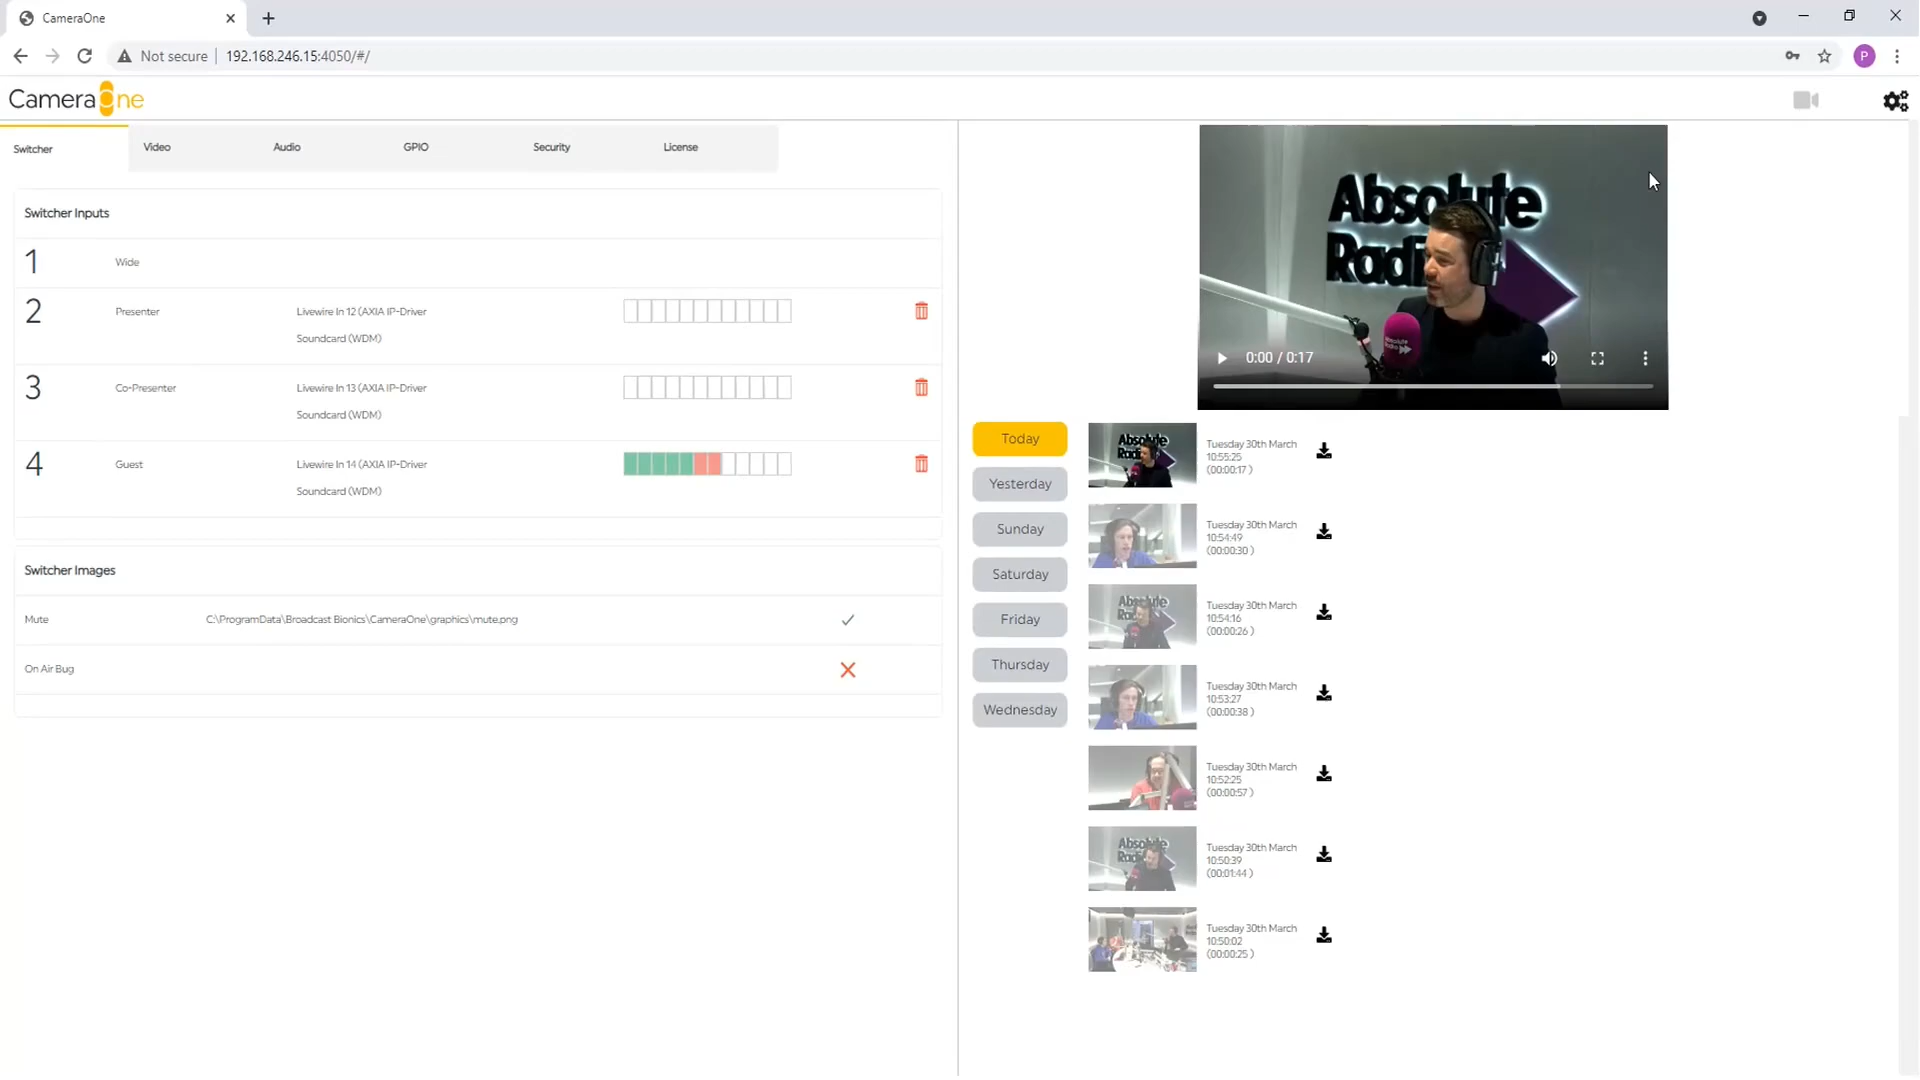 CameraOne
Not secure
192.168.246.15:4050/#/
P
CameraOne
Switcher
Video
Audio
GPIO
Security
License
Switcher Inputs
1
Wide
2
Presenter
Livewire In 12 (AXIA IP-Driver
Soundcard (WDM)
3
Co-Presenter
Livewire In 13 (AXIA IP-Driver
Soundcard (WDM)
4
Guest
Livewire In 14 (AXIA IP-Driver
Soundcard (WDM)
Switcher Images
Mute
C:\ProgramData\Broadcast Bionics\CameraOne\graphics\mute.png
On Air Bug
Absolute
Radio
Absolute
Radio
0:00 / 0:17
Today
Yesterday
Sunday
Saturday
Friday
Thursday
Wednesday
Absolute
Tuesday 30th March
10:55:25
(00:00:17 )
Tuesday 30th March
10:54:49
(00:00:30 )
Absolute
Radio
Tuesday 30th March
10:54:16
(00:00:26 )
Tuesday 30th March
10:53:27
(00:00:38 )
Tuesday 30th March
10:52:25
(00:00:57 )
Absolute
Radio
Tuesday 30th March
10:50:39
(00:01:44 )
Tuesday 30th March
10:50:02
(00:00:25 )